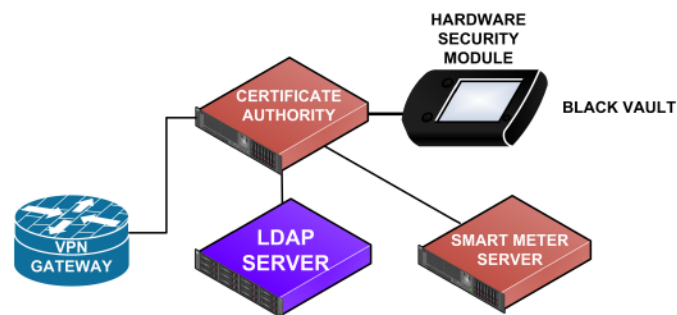 HARDWARE
SECURITY
MODULE
CERTIFICATE
AUTHORITY
BLACK VAULT
VPN
GATEWAY
LDAP
SERVER
SMART METER
SERVER